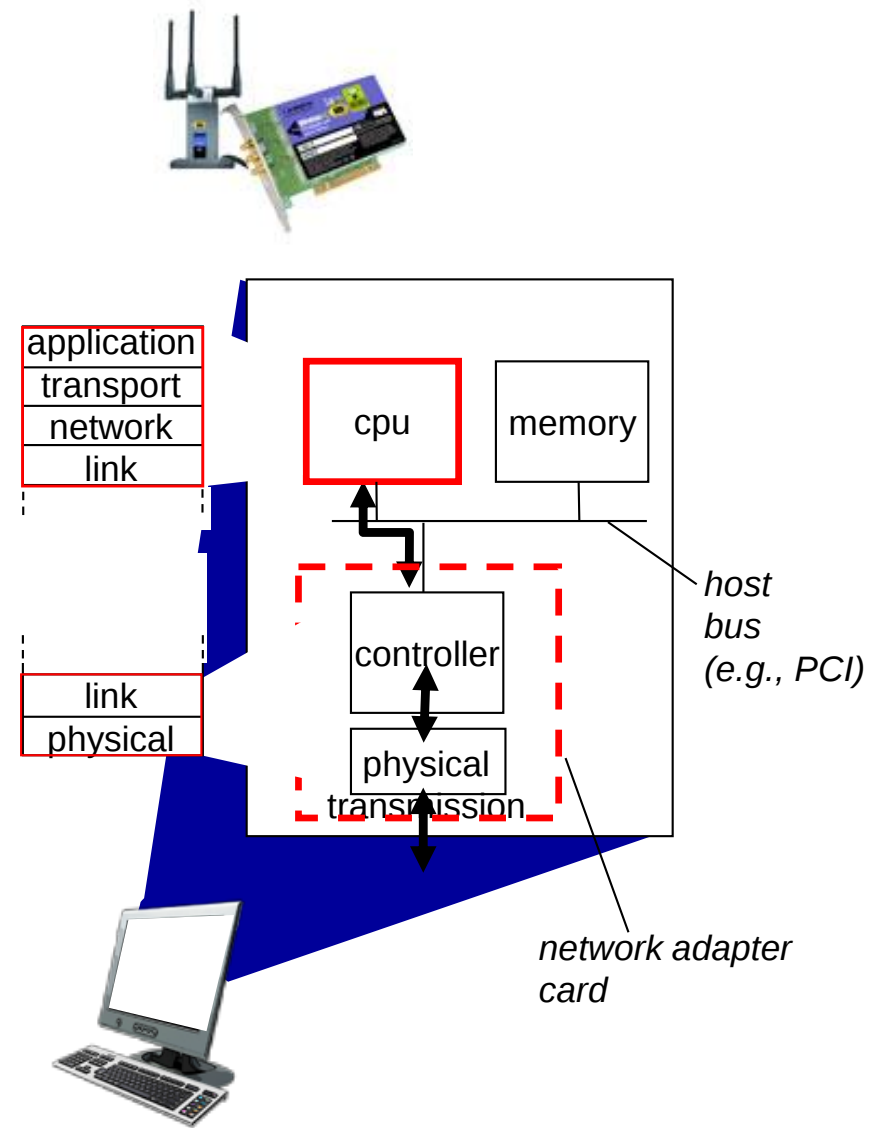 application
transport
network
link
cpu
memory
host
bus
(e.g., PCI)
controller
link
physical
physical
transmission
network adapter
card